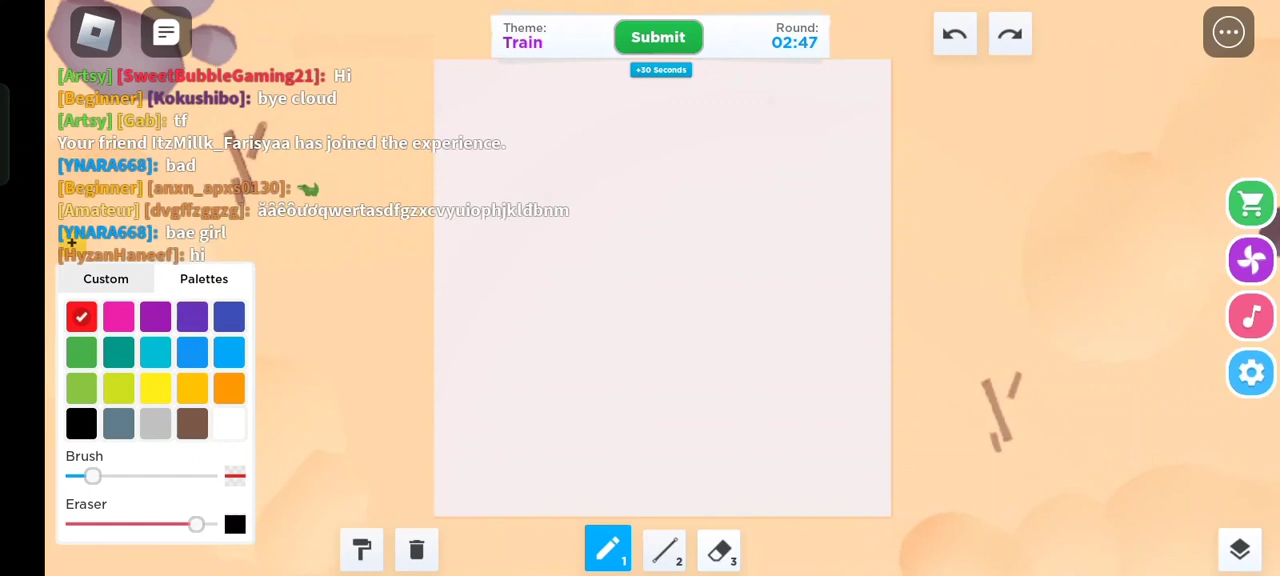 Theme:
Train
Submit
Round:
02:47
+30 Seconds
[Artsy] [SweetBubbleGaming21]: Hi
[Beginner] [Kokushibo]: bye cloud
[Artsy] [Gab]: tf
Your friend ItzMillk_Farisyaa has joined the experience.
[YNARA668]: bad
[Beginner] [anxn_apxs0130]: 🐊
[Amateur] [dvgffzggzg]: ăâêôươqwertasdfgzxcvyuiophjkldbnm
[YNARA668]: bae girl
[HyzanHaneef]: hi
Custom Palettes
Brush
Eraser
1 2 3